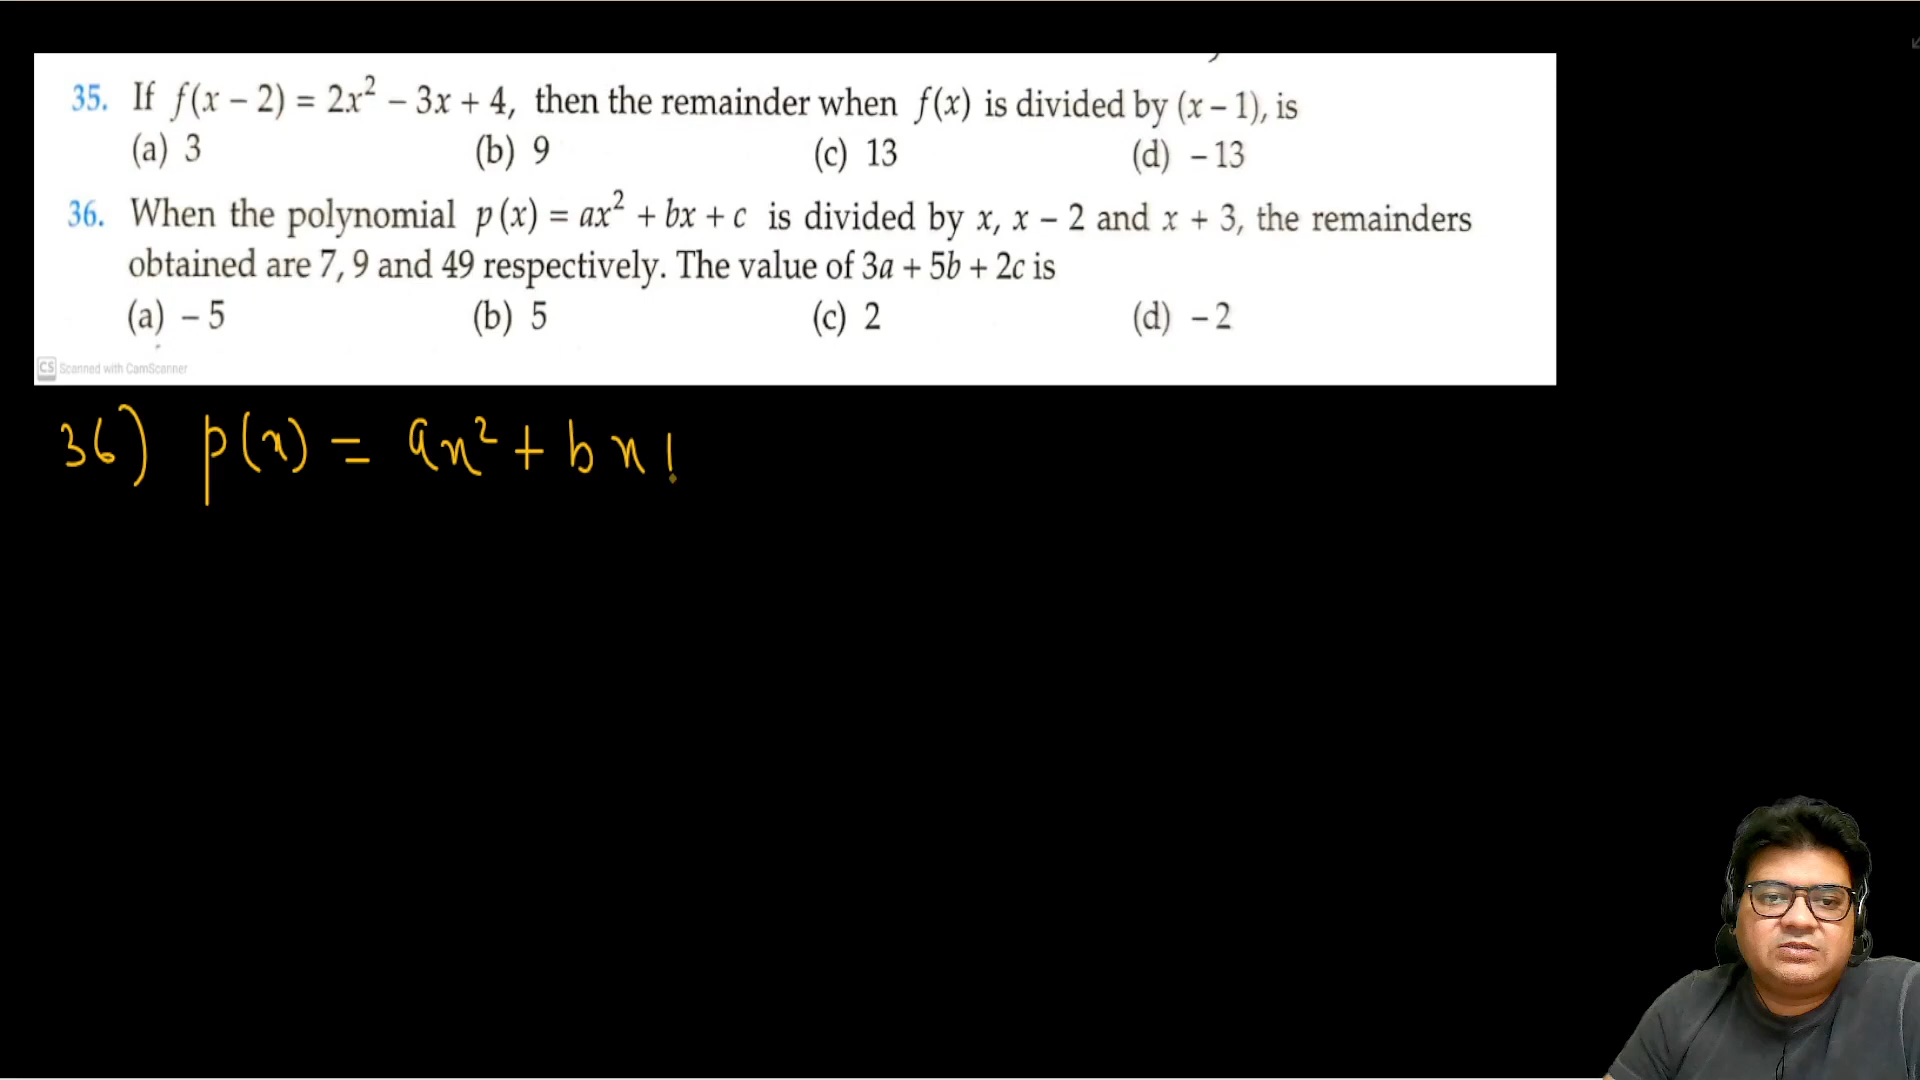 35. If f(x – 2) = 2x² – 3x + 4, then the remainder when f(x) is divided by (x – 1), is
(a) 3 (b) 9 (c) 13 (d) – 13
36. When the polynomial p(x) = ax² + bx + c is divided by x, x – 2 and x + 3, the remainders
obtained are 7, 9 and 49 respectively. The value of 3a + 5b + 2c is
(a) – 5 (b) 5 (c) 2 (d) – 2
CS Scanned with CamScanner
36) p(x) = ax² + bx